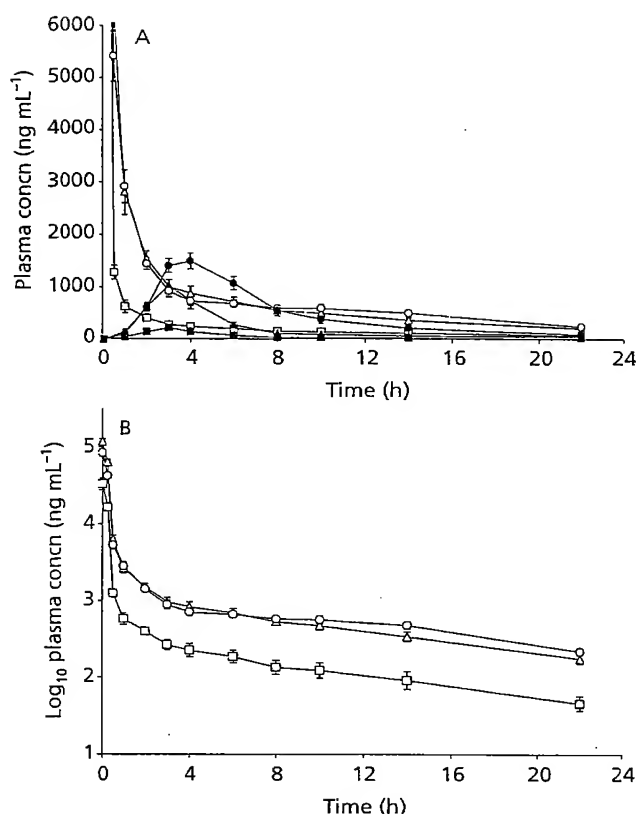 A
6000
5000
4000
3000
2000
1000
0
Plasma concn (ng mL⁻¹)
0 4 8 12 16 20 24
Time (h)
B
5
4
3
2
1
Log₁₀ plasma concn (ng mL⁻¹)
0 4 8 12 16 20 24
Time (h)